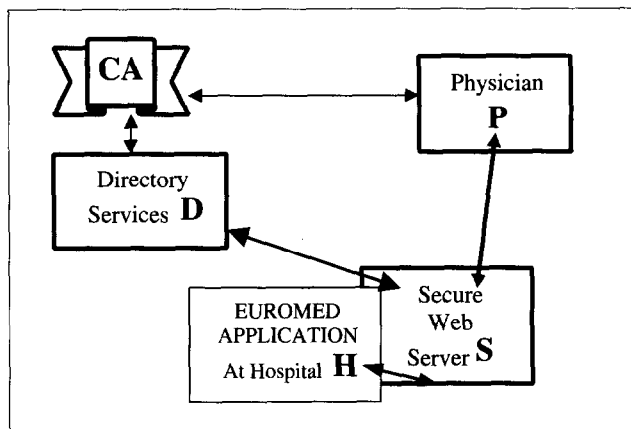 CA
Physician
P
Directory
Services D
EUROMED
APPLICATION
At Hospital H
Secure
Web
Server S